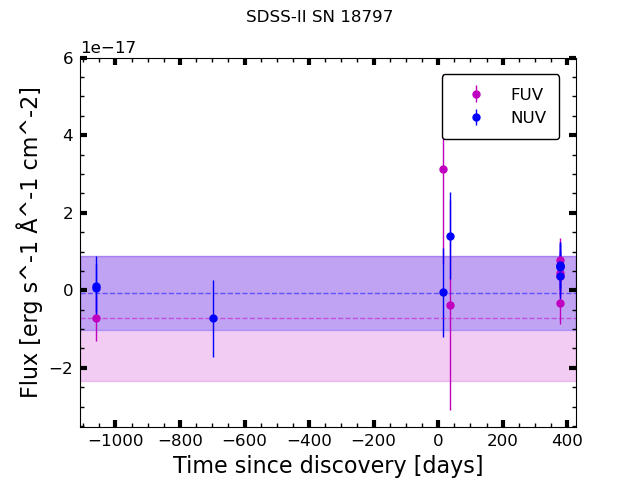 SDSS-II SN 18797
1e−17
FUV
NUV
6
4
2
0
−2
Flux [erg s^-1 Å^-1 cm^-2]
−1000 −800 −600 −400 −200 0 200 400
Time since discovery [days]